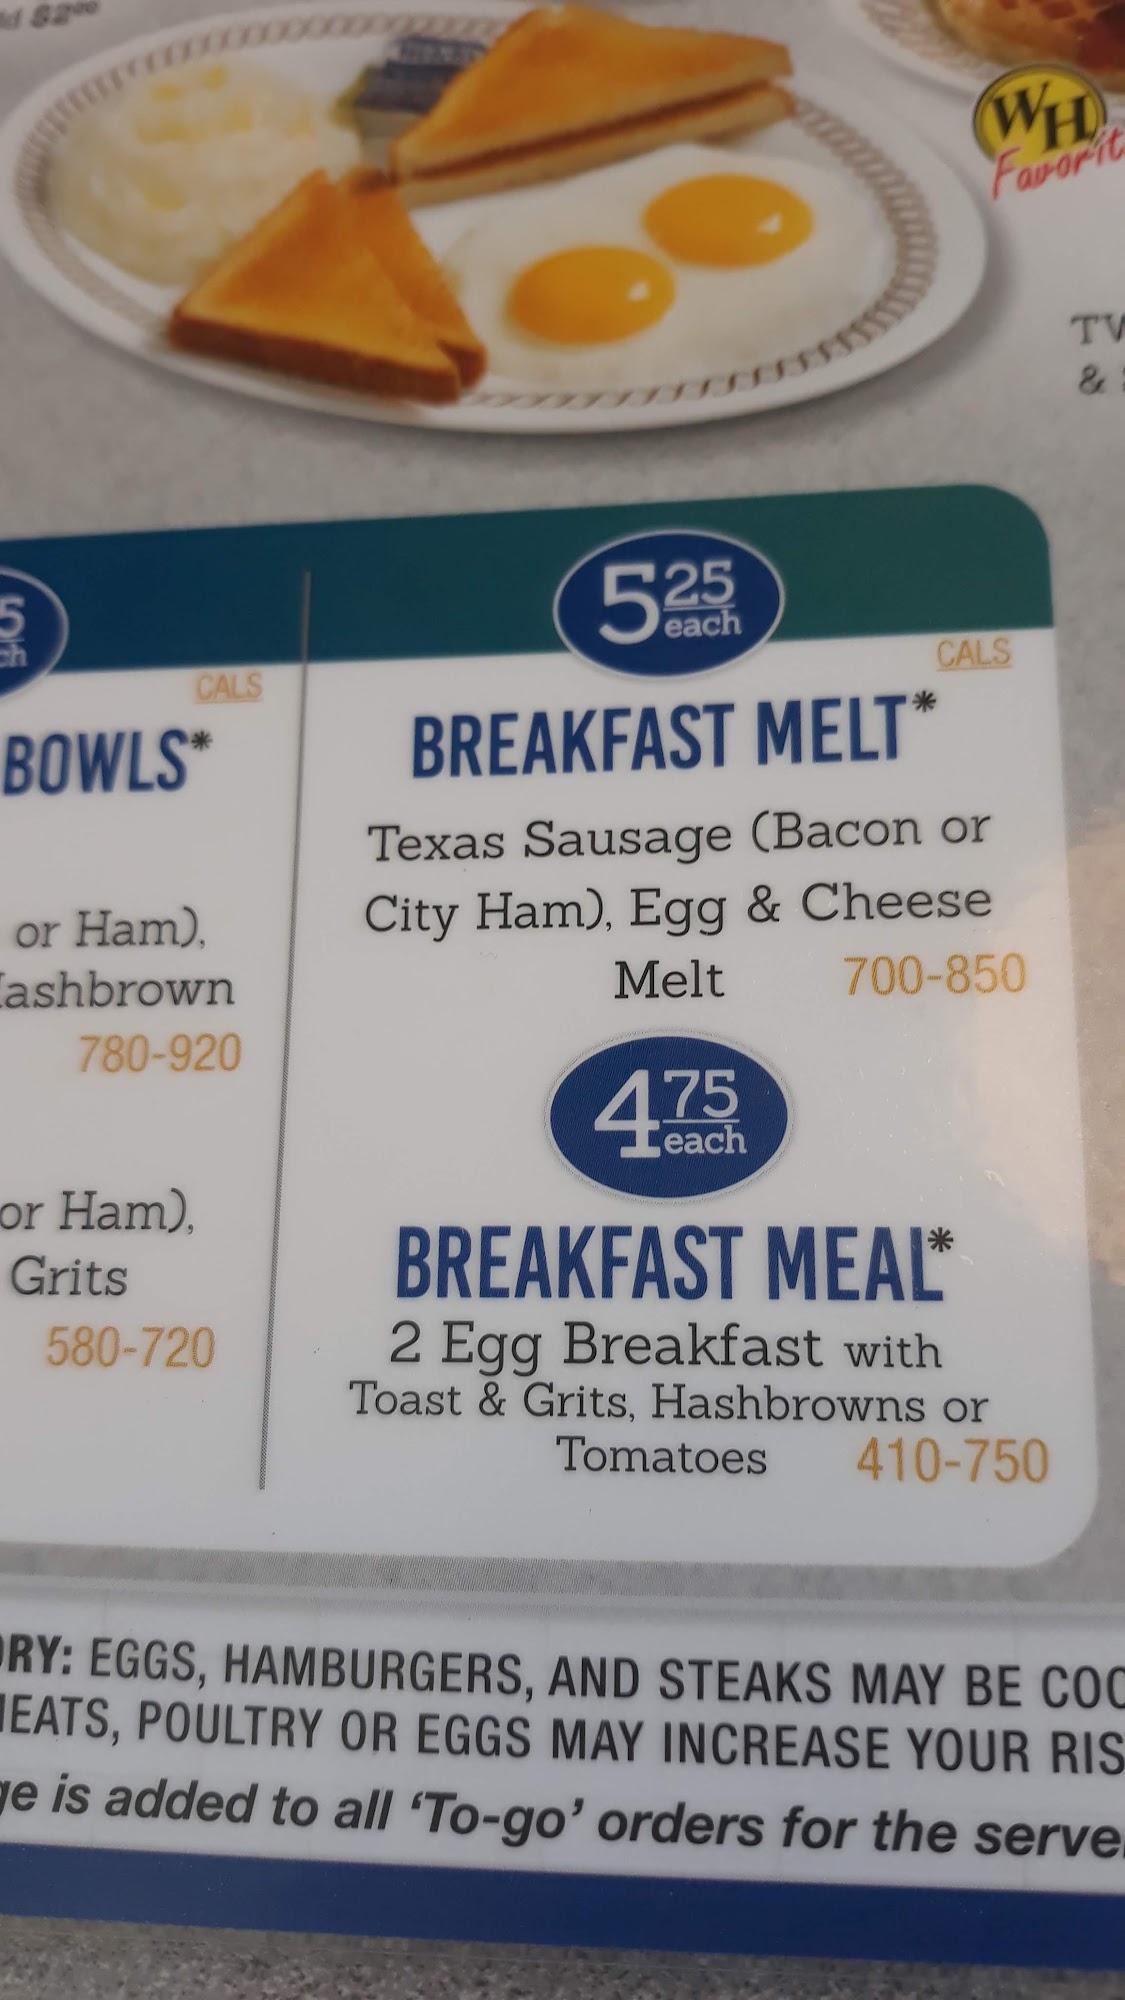 $2⁰⁰
WH
Favorit
&
5 25
each
CALS
CALS
BOWLS*
BREAKFAST MELT*
Texas Sausage (Bacon or
City Ham), Egg & Cheese
Melt 700-850
or Ham),
ashbrown
780-920
4 75
each
or Ham),
Grits
580-720
BREAKFAST MEAL*
2 Egg Breakfast with
Toast & Grits, Hashbrowns or
Tomatoes 410-750
RY: EGGS, HAMBURGERS, AND STEAKS MAY BE COO
EATS, POULTRY OR EGGS MAY INCREASE YOUR RIS
ge is added to all ‘To-go’ orders for the serve